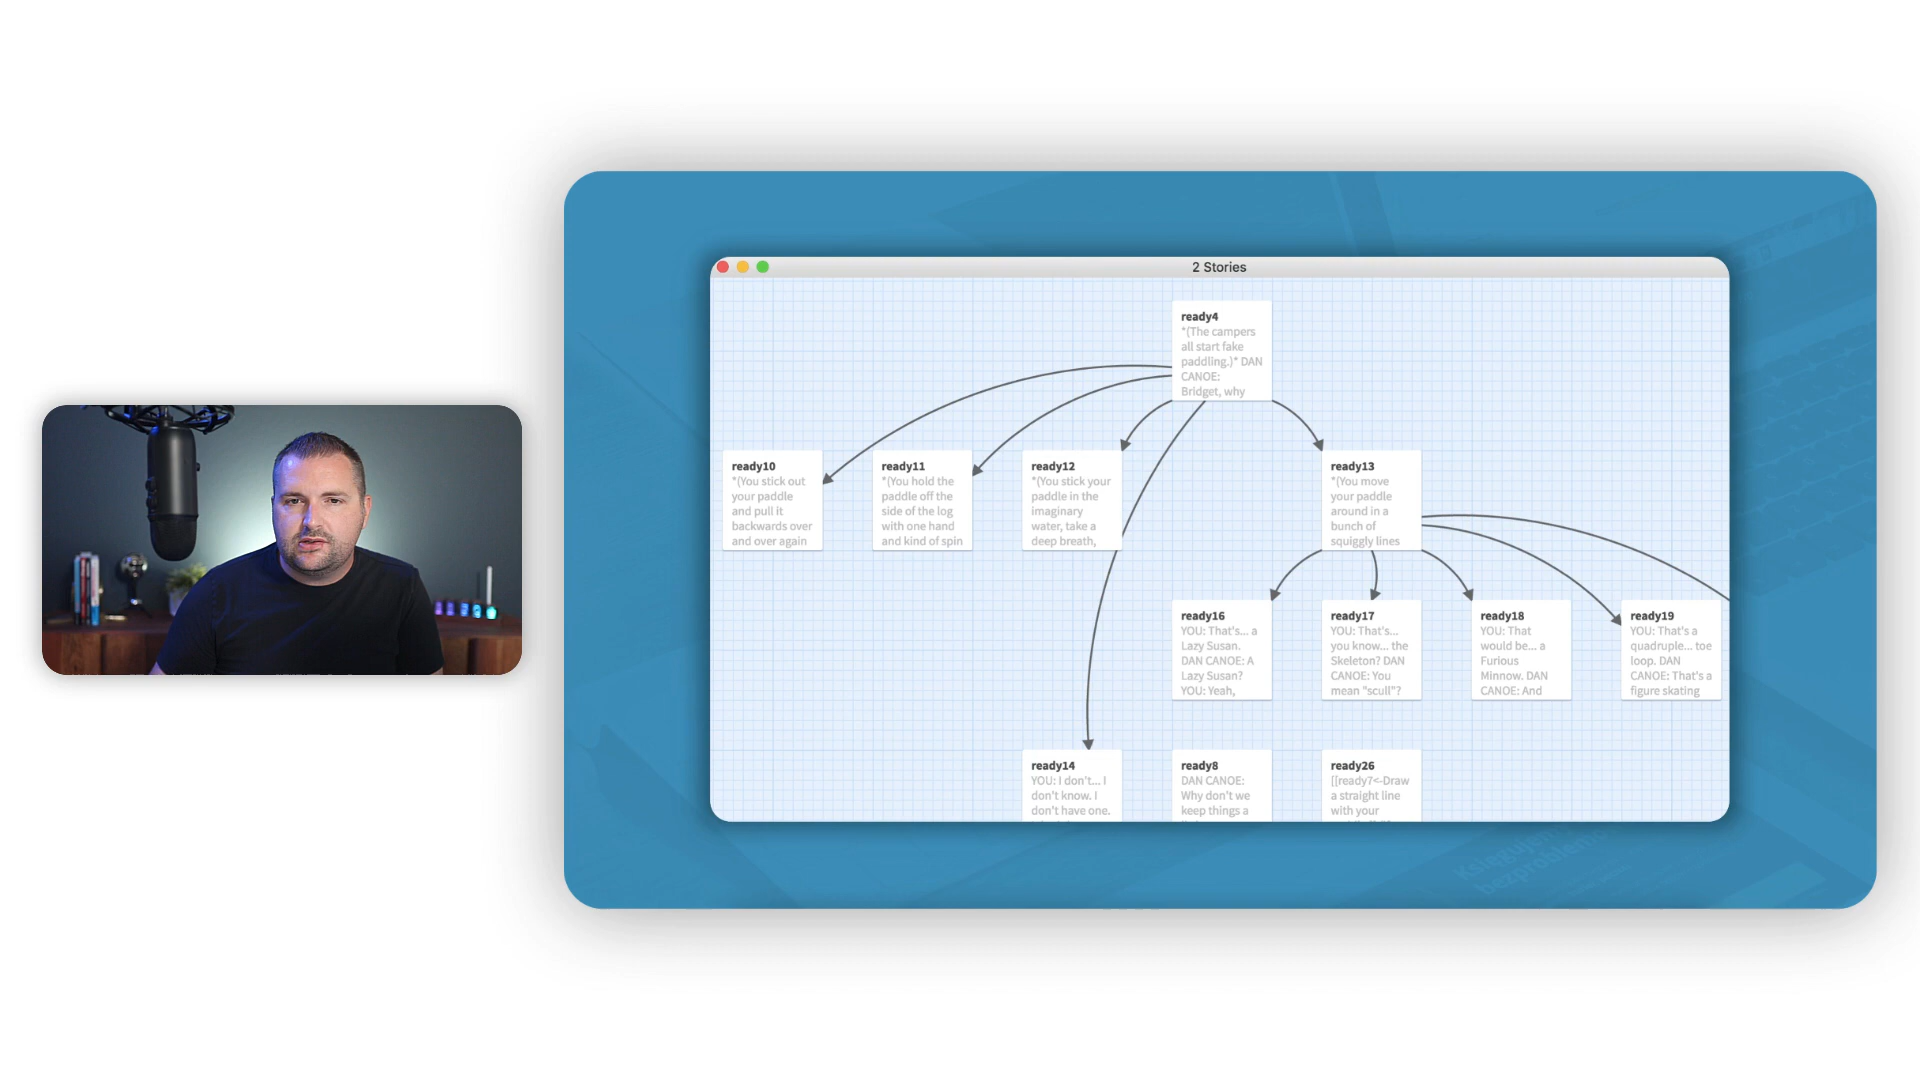 2 Stories
ready4
*(The campers
all start fake
paddling.)* DAN
CANOE:
Bridget, why
ready10
*(You stick out
your paddle
and pull it
backwards over
and over again
ready11
*(You hold the
paddle off the
side of the log
with one hand
and kind of spin
ready12
*(You stick your
paddle in the
imaginary
water, take a
deep breath,
ready13
*(You move
your paddle
around in a
bunch of
squiggly lines
ready16
YOU: That's... a
Lazy Susan.
DAN CANOE: A
Lazy Susan?
YOU: Yeah,
ready17
YOU: That's...
you know... the
Skeleton? DAN
CANOE: You
mean "scull"?
ready18
YOU: That
would be... a
Furious
Minnow. DAN
CANOE: And
ready19
YOU: That's a
quadruple... toe
loop. DAN
CANOE: That's a
figure skating
ready14
YOU: I don't... I
don't know. I
don't have one.
ready8
DAN CANOE:
Why don't we
keep things a
ready26
[[ready7<-Draw
a straight line
with your
Księgujemy
bezproblemowo